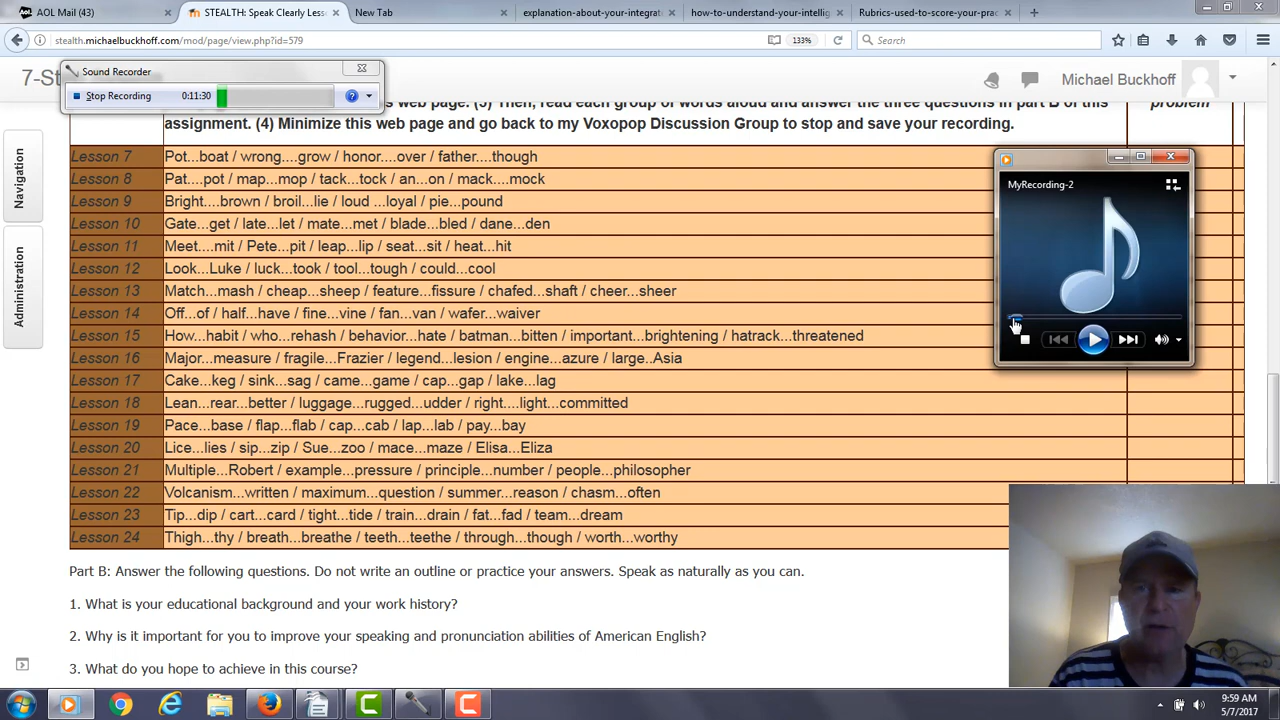 AOL Mail (43)
STEALTH: Speak Clearly Less
New Tab
explanation-about-your-integrat
how-to-understand-your-intellig
Rubrics-used-to-score-your-prac
stealth.michaelbuckhoff.com/mod/page/view.php?id=579
133%
Search
7-St
Michael Buckhoff
Sound Recorder
Stop Recording 0:11:30
web page. (3) Then, read each group of words aloud and answer the three questions in part B of this problem
assignment. (4) Minimize this web page and go back to my Voxopop Discussion Group to stop and save your recording.
Navigation
Administration
Lesson 7 Pot...boat / wrong....grow / honor....over / father....though
Lesson 8 Pat....pot / map...mop / tack...tock / an...on / mack....mock
Lesson 9 Bright....brown / broil...lie / loud ...loyal / pie...pound
Lesson 10 Gate...get / late...let / mate...met / blade...bled / dane...den
Lesson 11 Meet....mit / Pete...pit / leap...lip / seat...sit / heat...hit
Lesson 12 Look...Luke / luck...took / tool...tough / could...cool
Lesson 13 Match...mash / cheap...sheep / feature...fissure / chafed...shaft / cheer...sheer
Lesson 14 Off...of / half...have / fine...vine / fan...van / wafer...waiver
Lesson 15 How...habit / who...rehash / behavior...hate / batman...bitten / important...brightening / hatrack...threatened
Lesson 16 Major...measure / fragile...Frazier / legend...lesion / engine...azure / large..Asia
Lesson 17 Cake...keg / sink...sag / came...game / cap...gap / lake...lag
Lesson 18 Lean...rear...better / luggage...rugged...udder / right....light...committed
Lesson 19 Pace...base / flap...flab / cap...cab / lap...lab / pay...bay
Lesson 20 Lice...lies / sip...zip / Sue...zoo / mace...maze / Elisa...Eliza
Lesson 21 Multiple...Robert / example...pressure / principle...number / people...philosopher
Lesson 22 Volcanism...written / maximum...question / summer...reason / chasm...often
Lesson 23 Tip...dip / cart...card / tight...tide / train...drain / fat...fad / team...dream
Lesson 24 Thigh...thy / breath...breathe / teeth...teethe / through...though / worth...worthy
MyRecording-2
Part B: Answer the following questions. Do not write an outline or practice your answers. Speak as naturally as you can.
1. What is your educational background and your work history?
2. Why is it important for you to improve your speaking and pronunciation abilities of American English?
3. What do you hope to achieve in this course?
9:59 AM
5/7/2017